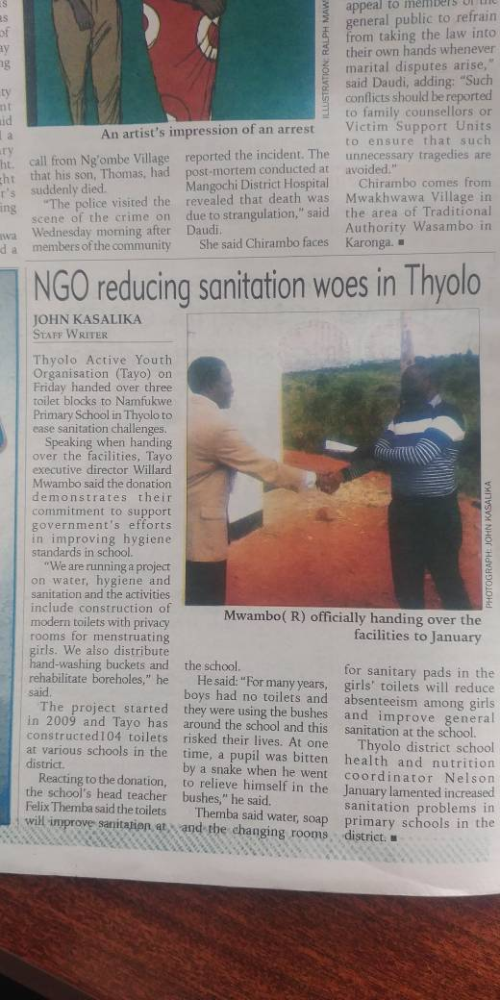 s
as
of
ay
ng
ty
nt
id
a
ry
ht.
ht
r's
ing
wa
d a
ILLUSTRATION: RALPH MAW
An artist's impression of an arrest
call from Ng'ombe Village
that his son, Thomas, had
suddenly died.
"The police visited the
scene of the crime on
Wednesday morning after
members of the community
reported the incident. The
post-mortem conducted at
Mangochi District Hospital
revealed that death was
due to strangulation," said
Daudi.
She said Chirambo faces
appeal to members of the
general public to refrain
from taking the law into
their own hands whenever
marital disputes arise,"
said Daudi, adding: "Such
conflicts should be reported
to family counsellors or
Victim Support Units
to ensure that such
unnecessary tragedies are
avoided."
Chirambo comes from
Mwakhwawa Village in
the area of Traditional
Authority Wasambo in
Karonga.
NGO reducing sanitation woes in Thyolo
JOHN KASALIKA
STAFF WRITER
Thyolo Active Youth
Organisation (Tayo) on
Friday handed over three
toilet blocks to Namfukwe
Primary School in Thyolo to
ease sanitation challenges.
Speaking when handing
over the facilities, Tayo
executive director Willard
Mwambo said the donation
demonstrates their
commitment to support
government's efforts
in improving hygiene
standards in school.
"We are running a project
on water, hygiene and
sanitation and the activities
include construction of
modern toilets with privacy
rooms for menstruating
girls. We also distribute
hand-washing buckets and
rehabilitate boreholes," he
said.
The project started
in 2009 and Tayo has
constructed104 toilets
at various schools in the
district.
Reacting to the donation,
the school's head teacher
Felix Themba said the toilets
will improve sanitation at
PHOTOGRAPH: JOHN KASALIKA
Mwambo( R) officially handing over the
facilities to January
the school.
He said: "For many years,
boys had no toilets and
they were using the bushes
around the school and this
risked their lives. At one
time, a pupil was bitten
by a snake when he went
to relieve himself in the
bushes," he said.
Themba said water, soap
and the changing rooms
for sanitary pads in the
girls' toilets will reduce
absenteeism among girls
and improve general
sanitation at the school.
Thyolo district school
health and nutrition
coordinator Nelson
January lamented increased
sanitation problems in
primary schools in the
district.